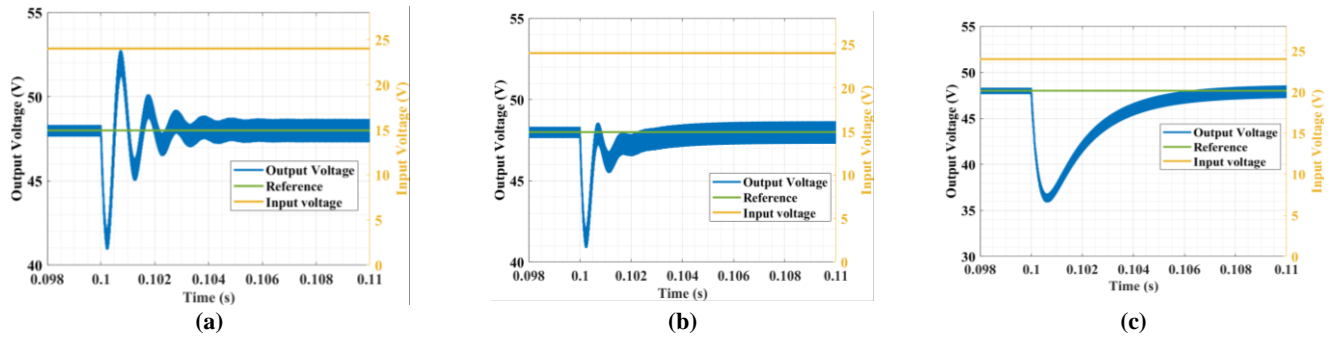 55
50
45
40
Output Voltage (V)
25
20
15
10
5
0
Input Voltage (V)
Output Voltage
Reference
Input voltage
0.098 0.1 0.102 0.104 0.106 0.108 0.11
Time (s)
(a)
55
50
45
40
Output Voltage (V)
25
20
15
10
5
0
Input Voltage (V)
Output Voltage
Reference
Input voltage
0.098 0.1 0.102 0.104 0.106 0.108 0.11
Time (s)
(b)
55
50
45
40
35
30
Output Voltage (V)
25
20
15
10
5
0
Input Voltage (V)
Output Voltage
Reference
Input voltage
0.098 0.1 0.102 0.104 0.106 0.108 0.11
Time (s)
(c)